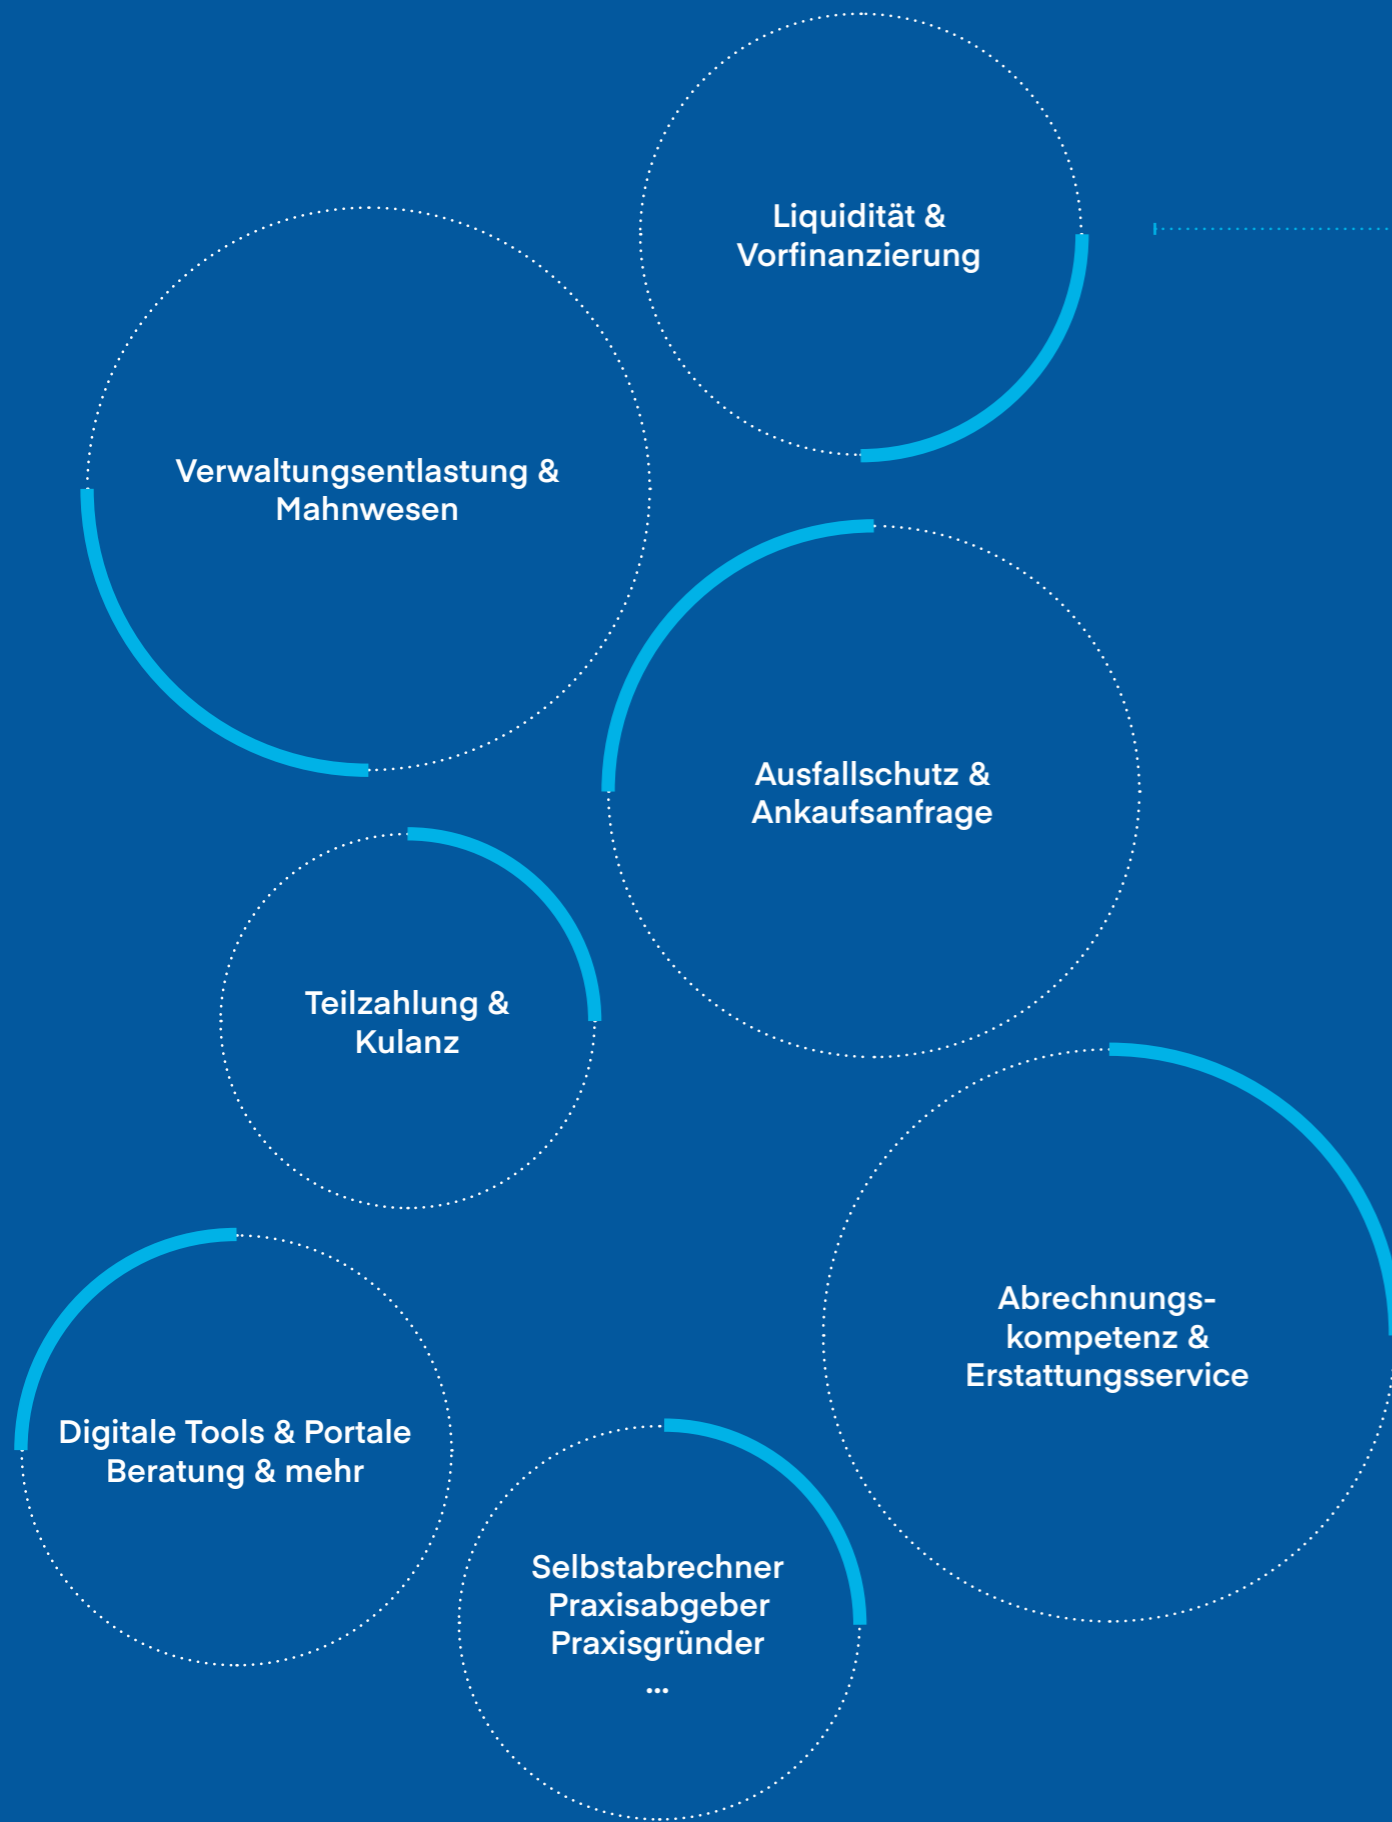 Liquidität &
Vorfinanzierung
Verwaltungsentlastung &
Mahnwesen
Ausfallschutz &
Ankaufsanfrage
Teilzahlung &
Kulanz
Abrechnungs-
kompetenz &
Erstattungsservice
Digitale Tools & Portale
Beratung & mehr
Selbstabrechner
Praxisabgeber
Praxisgründer
...